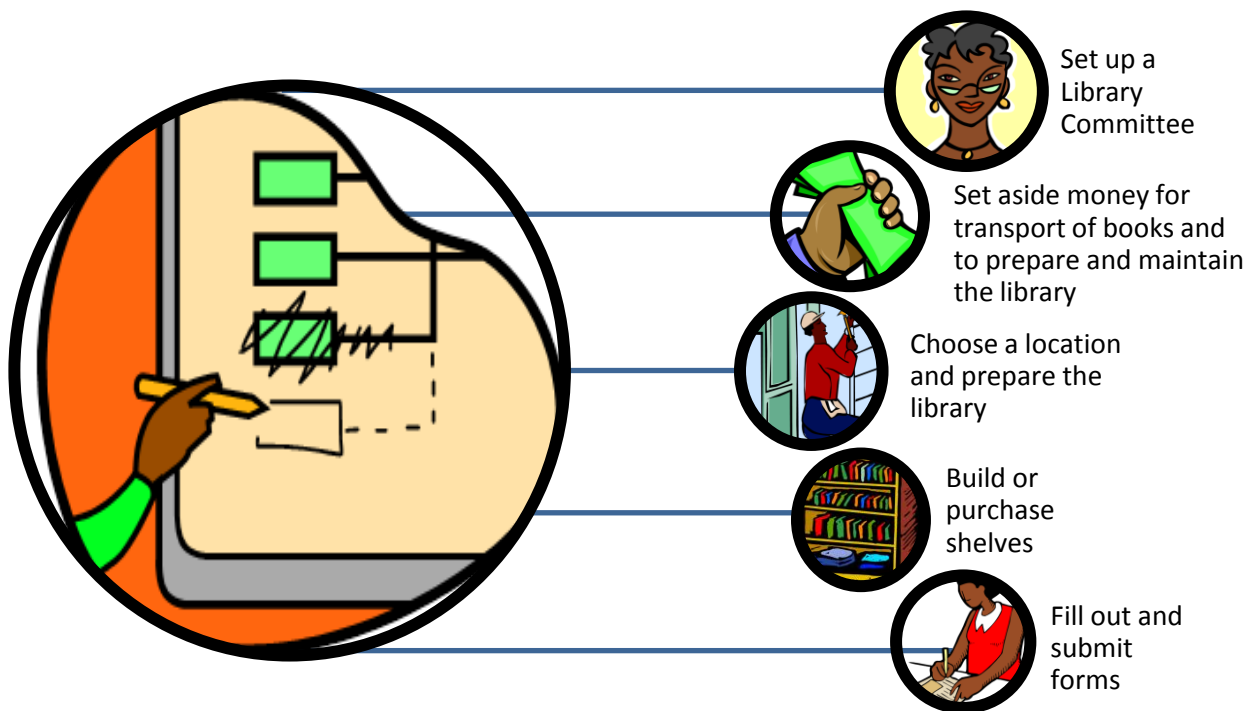 Set up a
Library
Committee
Set aside money for
transport of books and
to prepare and maintain
the library
Choose a location
and prepare the
library
Build or
purchase
shelves
Fill out and
submit
forms